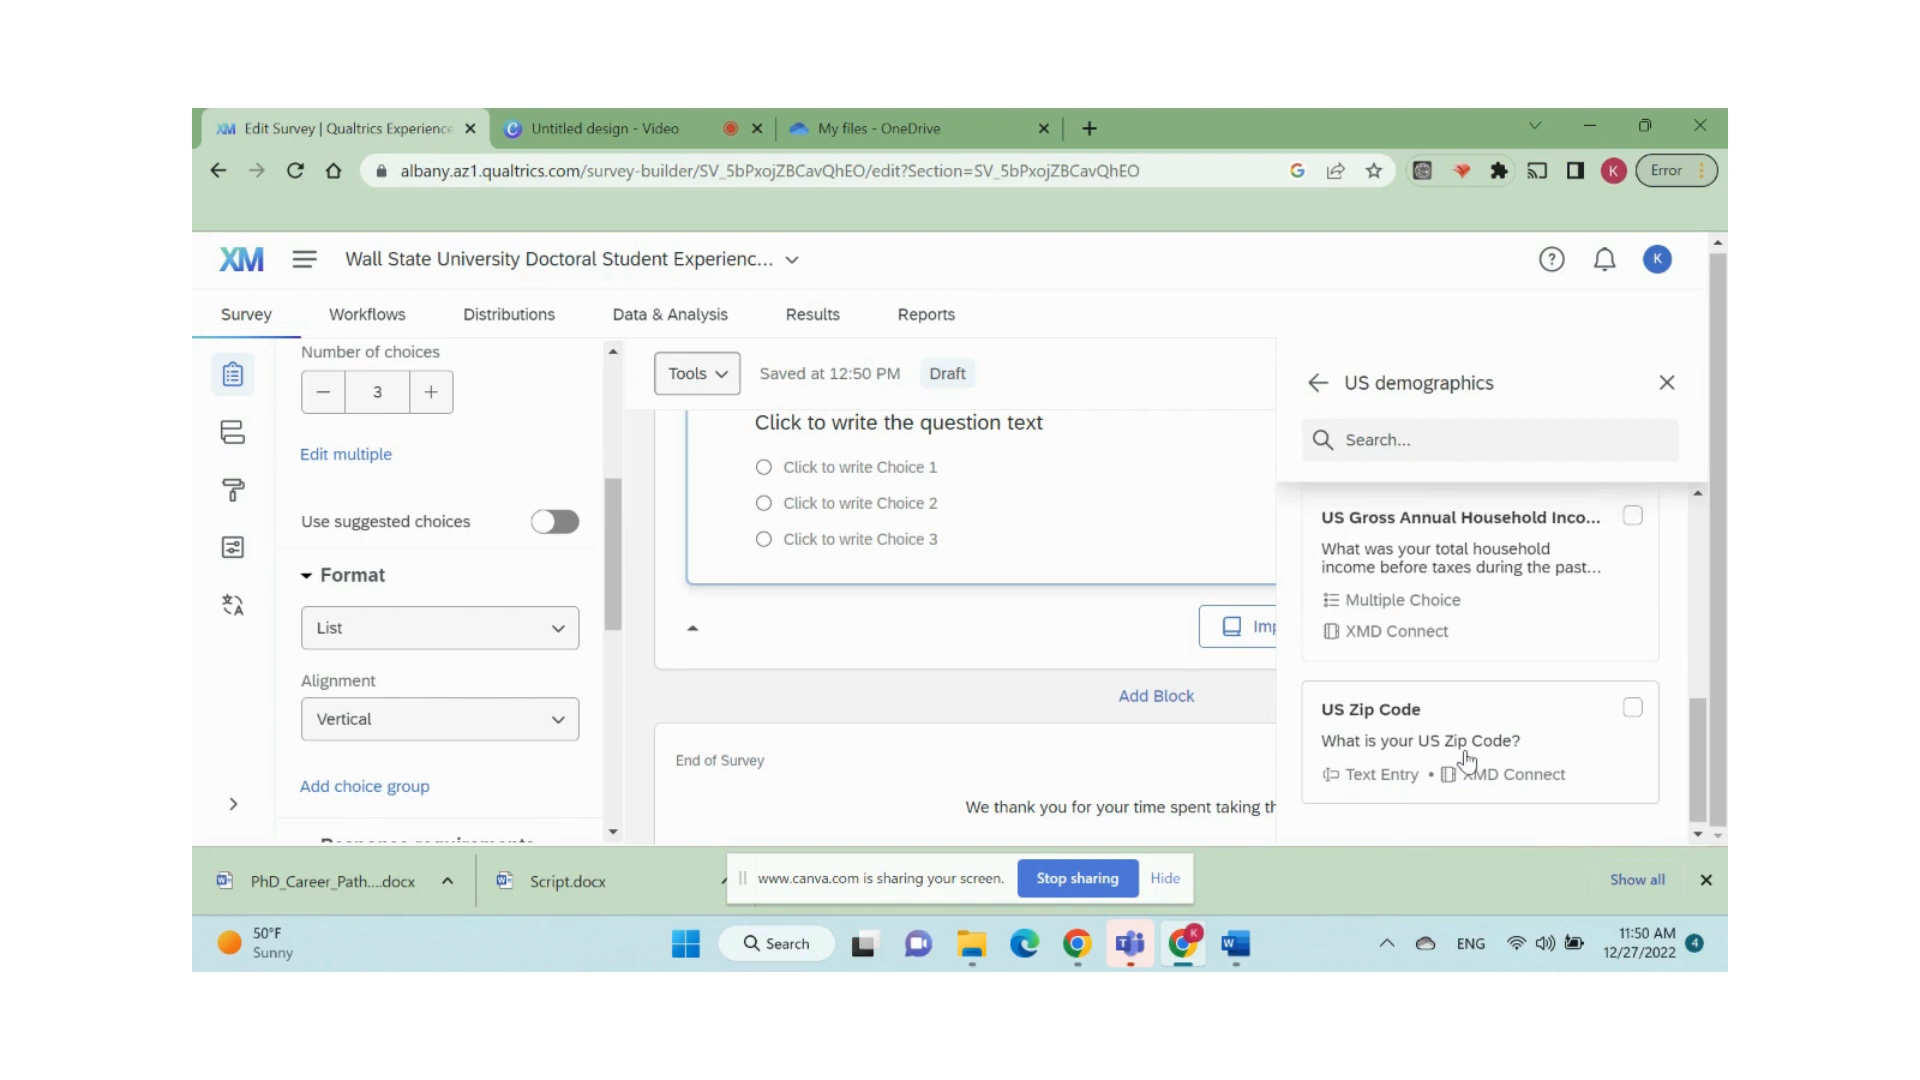 XM Edit Survey | Qualtrics Experience
Untitled design - Video
My files - OneDrive
albany.az1.qualtrics.com/survey-builder/SV_5bPxojZBCavQhEO/edit?Section=SV_5bPxojZBCavQhEO
K
Error
XM
Wall State University Doctoral Student Experienc...
K
Survey
Workflows
Distributions
Data & Analysis
Results
Reports
Number of choices
3
Edit multiple
Use suggested choices
Format
List
Alignment
Vertical
Add choice group
Tools
Saved at 12:50 PM
Draft
Click to write the question text
Click to write Choice 1
Click to write Choice 2
Click to write Choice 3
Imp
Add Block
End of Survey
We thank you for your time spent taking th
US demographics
Search...
US Gross Annual Household Inco...
What was your total household
income before taxes during the past...
Multiple Choice
XMD Connect
US Zip Code
What is your US Zip Code?
Text Entry • XMD Connect
PhD_Career_Path....docx
Script.docx
www.canva.com is sharing your screen.
Stop sharing
Hide
Show all
50°F
Sunny
Search
K
ENG
11:50 AM
12/27/2022
4